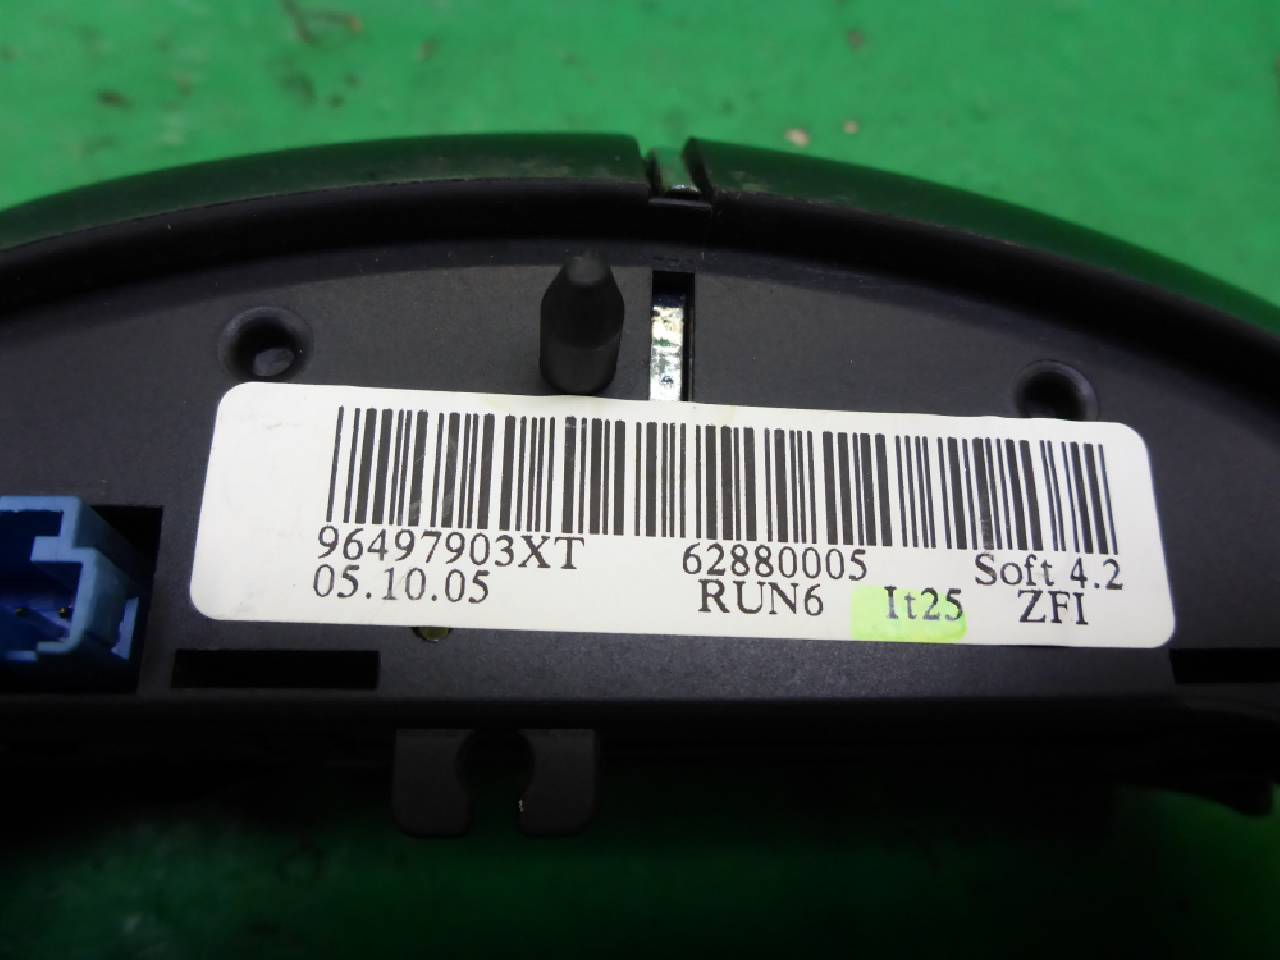 96497903XT 62880005 Soft 4.2
05.10.05 RUN6 It25 ZFI